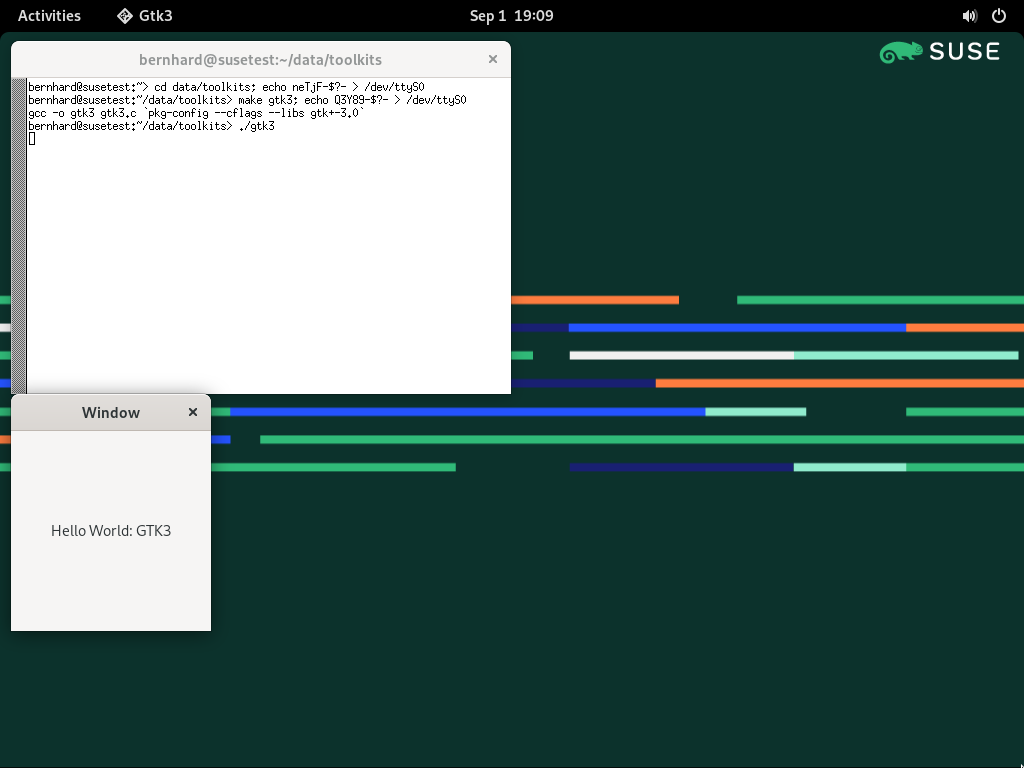 Activities Gtk3 Sep 1 19:09
SUSE
bernhard@susetest:~/data/toolkits
bernhard@susetest:~> cd data/toolkits; echo neTjF-$?- > /dev/ttyS0
bernhard@susetest:~/data/toolkits> make gtk3; echo Q3Y89-$?- > /dev/ttyS0
gcc -o gtk3 gtk3.c `pkg-config --cflags --libs gtk+-3.0`
bernhard@susetest:~/data/toolkits> ./gtk3
Window
Hello World: GTK3